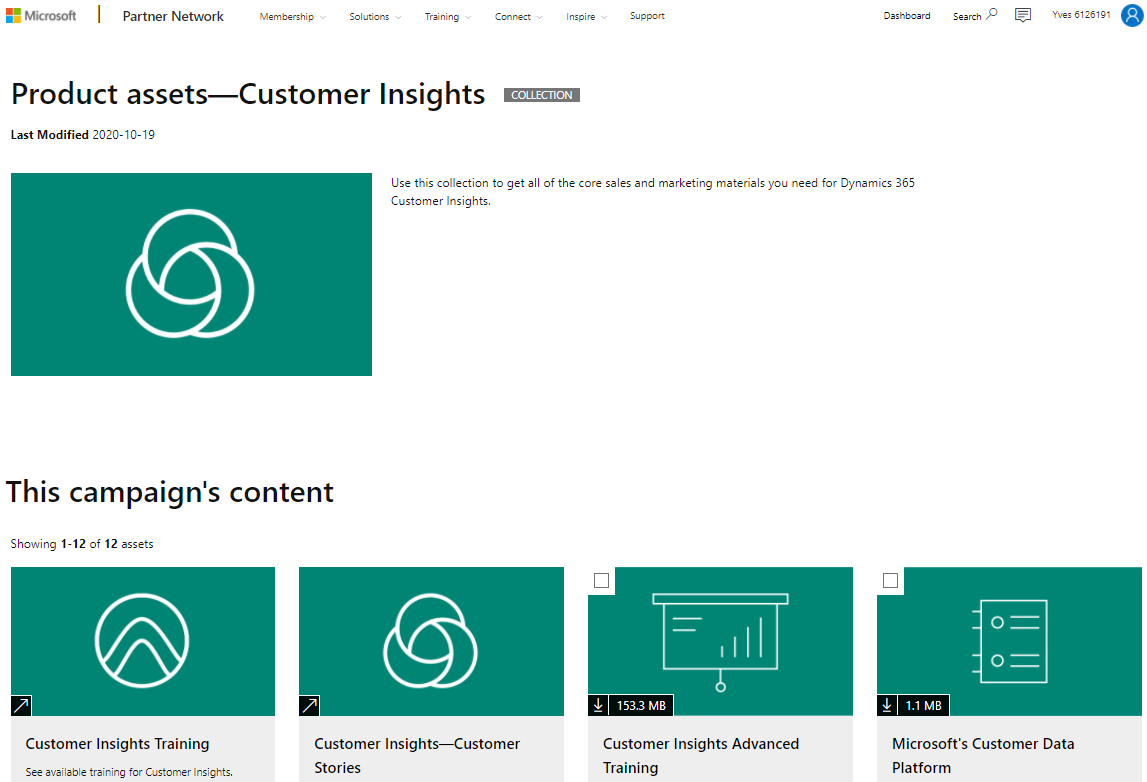 Microsoft Partner Network Membership Solutions Training Connect Inspire Support Dashboard Search Yves 6126191
Product assets—Customer Insights COLLECTION
Last Modified 2020-10-19
Use this collection to get all of the core sales and marketing materials you need for Dynamics 365
Customer Insights.
This campaign's content
Showing 1-12 of 12 assets
153.3 MB
1.1 MB
Customer Insights Training
See available training for Customer Insights.
Customer Insights—Customer
Stories
Customer Insights Advanced
Training
Microsoft's Customer Data
Platform